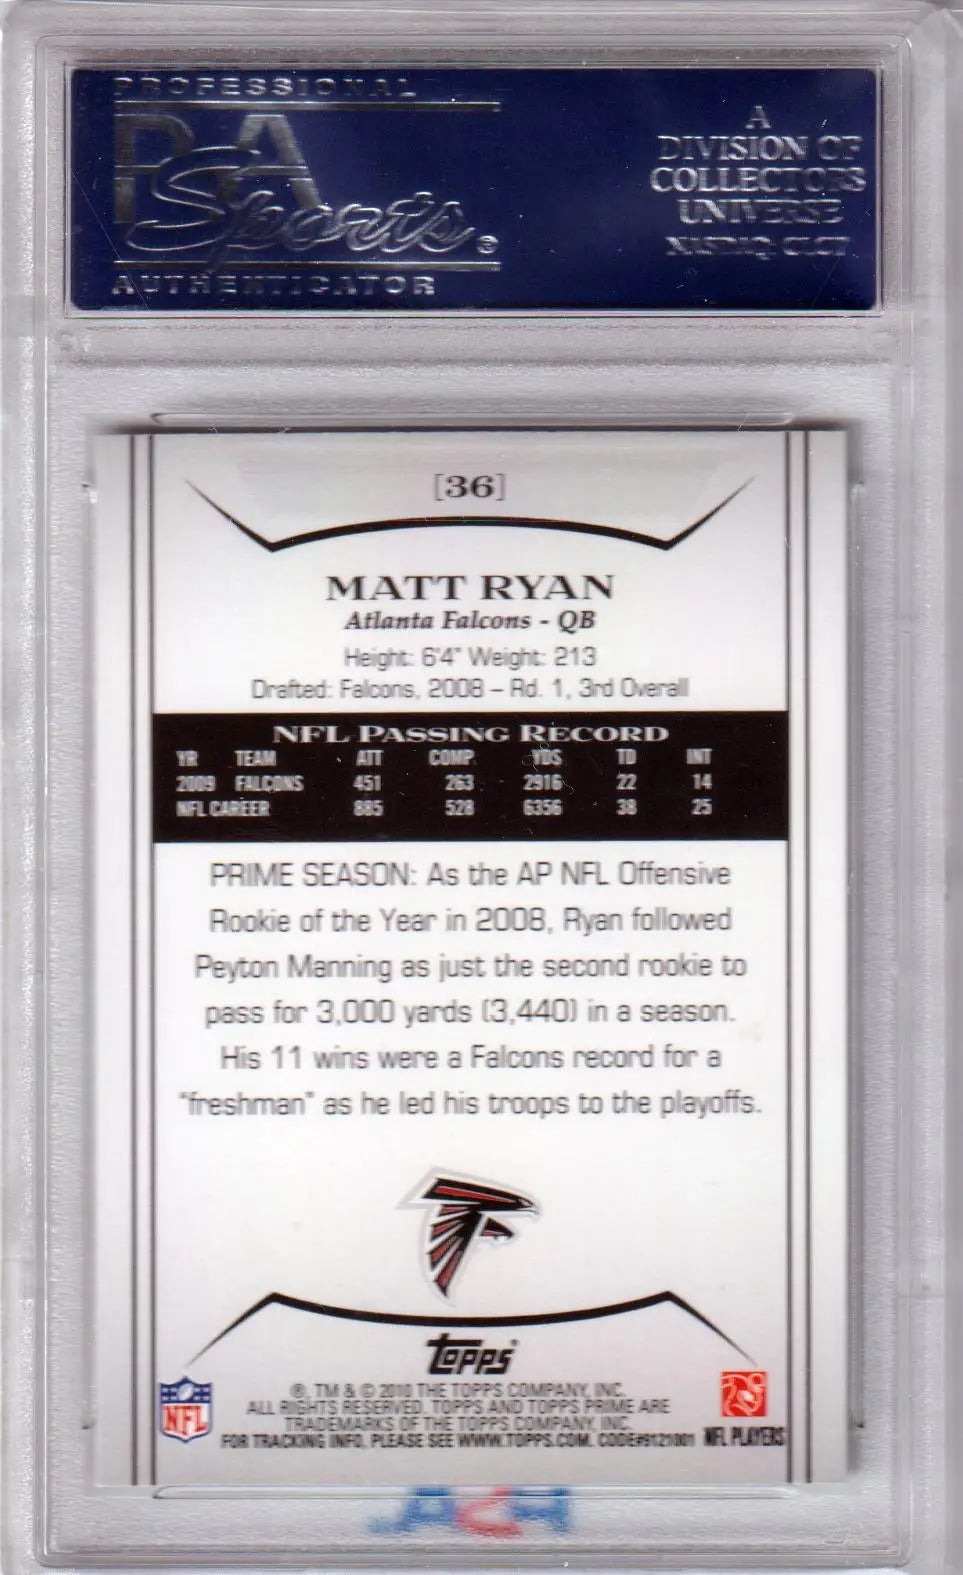 PROFESSIONAL
PSA
Sports®
AUTHENTICATOR
A
DIVISION OF
COLLECTORS
UNIVERSE
NASDAQ: CLCT
[36]
MATT RYAN
Atlanta Falcons - QB
Height: 6'4" Weight: 213
Drafted: Falcons, 2008 – Rd. 1, 3rd Overall
NFL PASSING RECORD
YR TEAM ATT COMP YDS TD INT
2009 FALCONS 451 263 2916 22 14
NFL CAREER 885 528 6356 38 25
PRIME SEASON: As the AP NFL Offensive
Rookie of the Year in 2008, Ryan followed
Peyton Manning as just the second rookie to
pass for 3,000 yards (3,440) in a season.
His 11 wins were a Falcons record for a
"freshman" as he led his troops to the playoffs.
Topps
®, TM & © 2010 THE TOPPS COMPANY, INC.
ALL RIGHTS RESERVED. TOPPS AND TOPPS PRIME ARE
TRADEMARKS OF THE TOPPS COMPANY, INC.
FOR TRACKING INFO, PLEASE SEE WWW.TOPPS.COM. CODE#9121001
NFL
NFL PLAYERS
PSA